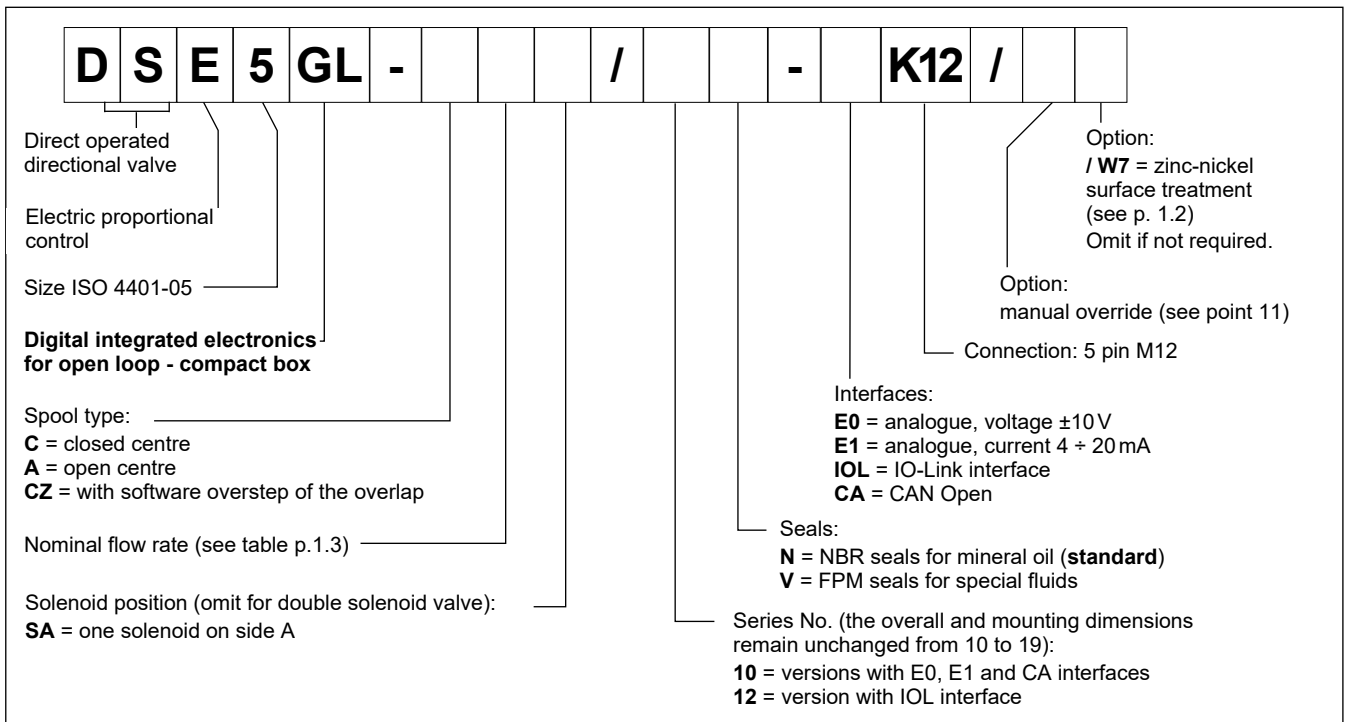 D S E 5 GL - / - K12 /
Direct operated
directional valve
Electric proportional
control
Size ISO 4401-05
Digital integrated electronics
for open loop - compact box
Spool type:
C = closed centre
A = open centre
CZ = with software overstep of the overlap
Nominal flow rate (see table p.1.3)
Solenoid position (omit for double solenoid valve):
SA = one solenoid on side A
Option:
/ W7 = zinc-nickel
surface treatment
(see p. 1.2)
Omit if not required.
Option:
manual override (see point 11)
Connection: 5 pin M12
Interfaces:
E0 = analogue, voltage ±10 V
E1 = analogue, current 4 ÷ 20 mA
IOL = IO-Link interface
CA = CAN Open
Seals:
N = NBR seals for mineral oil (standard)
V = FPM seals for special fluids
Series No. (the overall and mounting dimensions
remain unchanged from 10 to 19):
10 = versions with E0, E1 and CA interfaces
12 = version with IOL interface